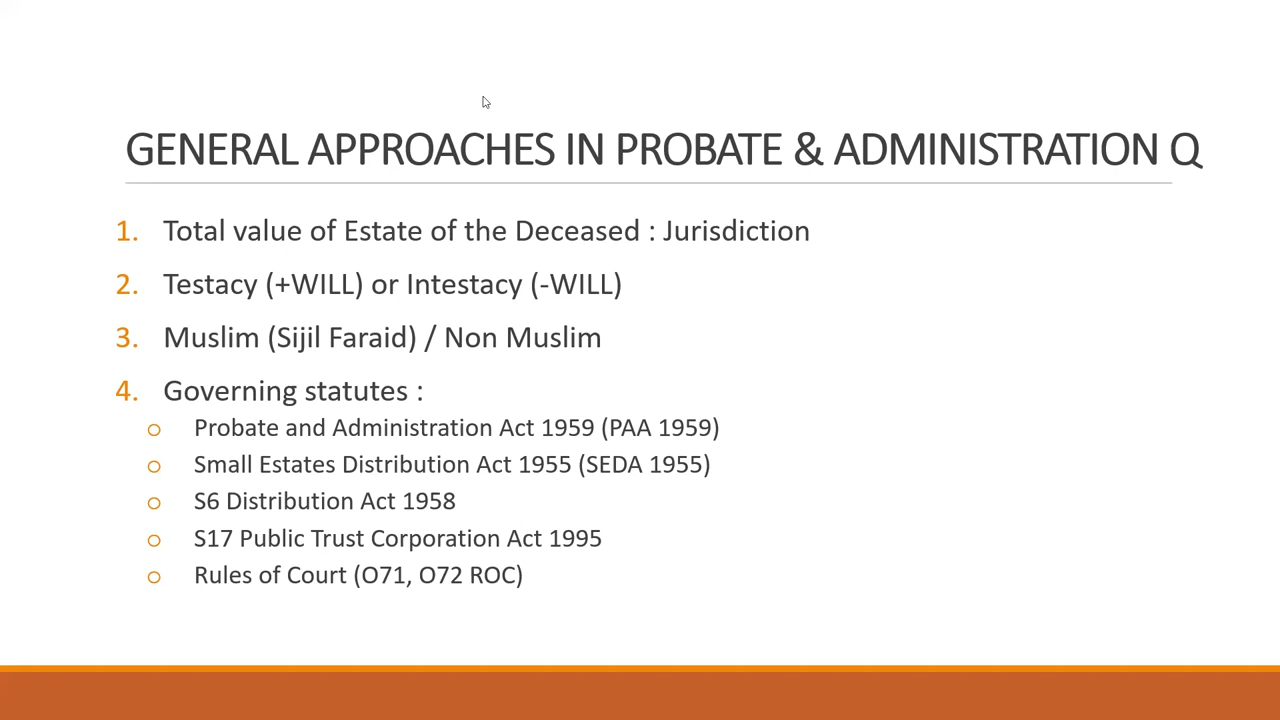 GENERAL APPROACHES IN PROBATE & ADMINISTRATION Q
1. Total value of Estate of the Deceased : Jurisdiction
2. Testacy (+WILL) or Intestacy (-WILL)
3. Muslim (Sijil Faraid) / Non Muslim
4. Governing statutes :
o Probate and Administration Act 1959 (PAA 1959)
o Small Estates Distribution Act 1955 (SEDA 1955)
o S6 Distribution Act 1958
o S17 Public Trust Corporation Act 1995
o Rules of Court (O71, O72 ROC)